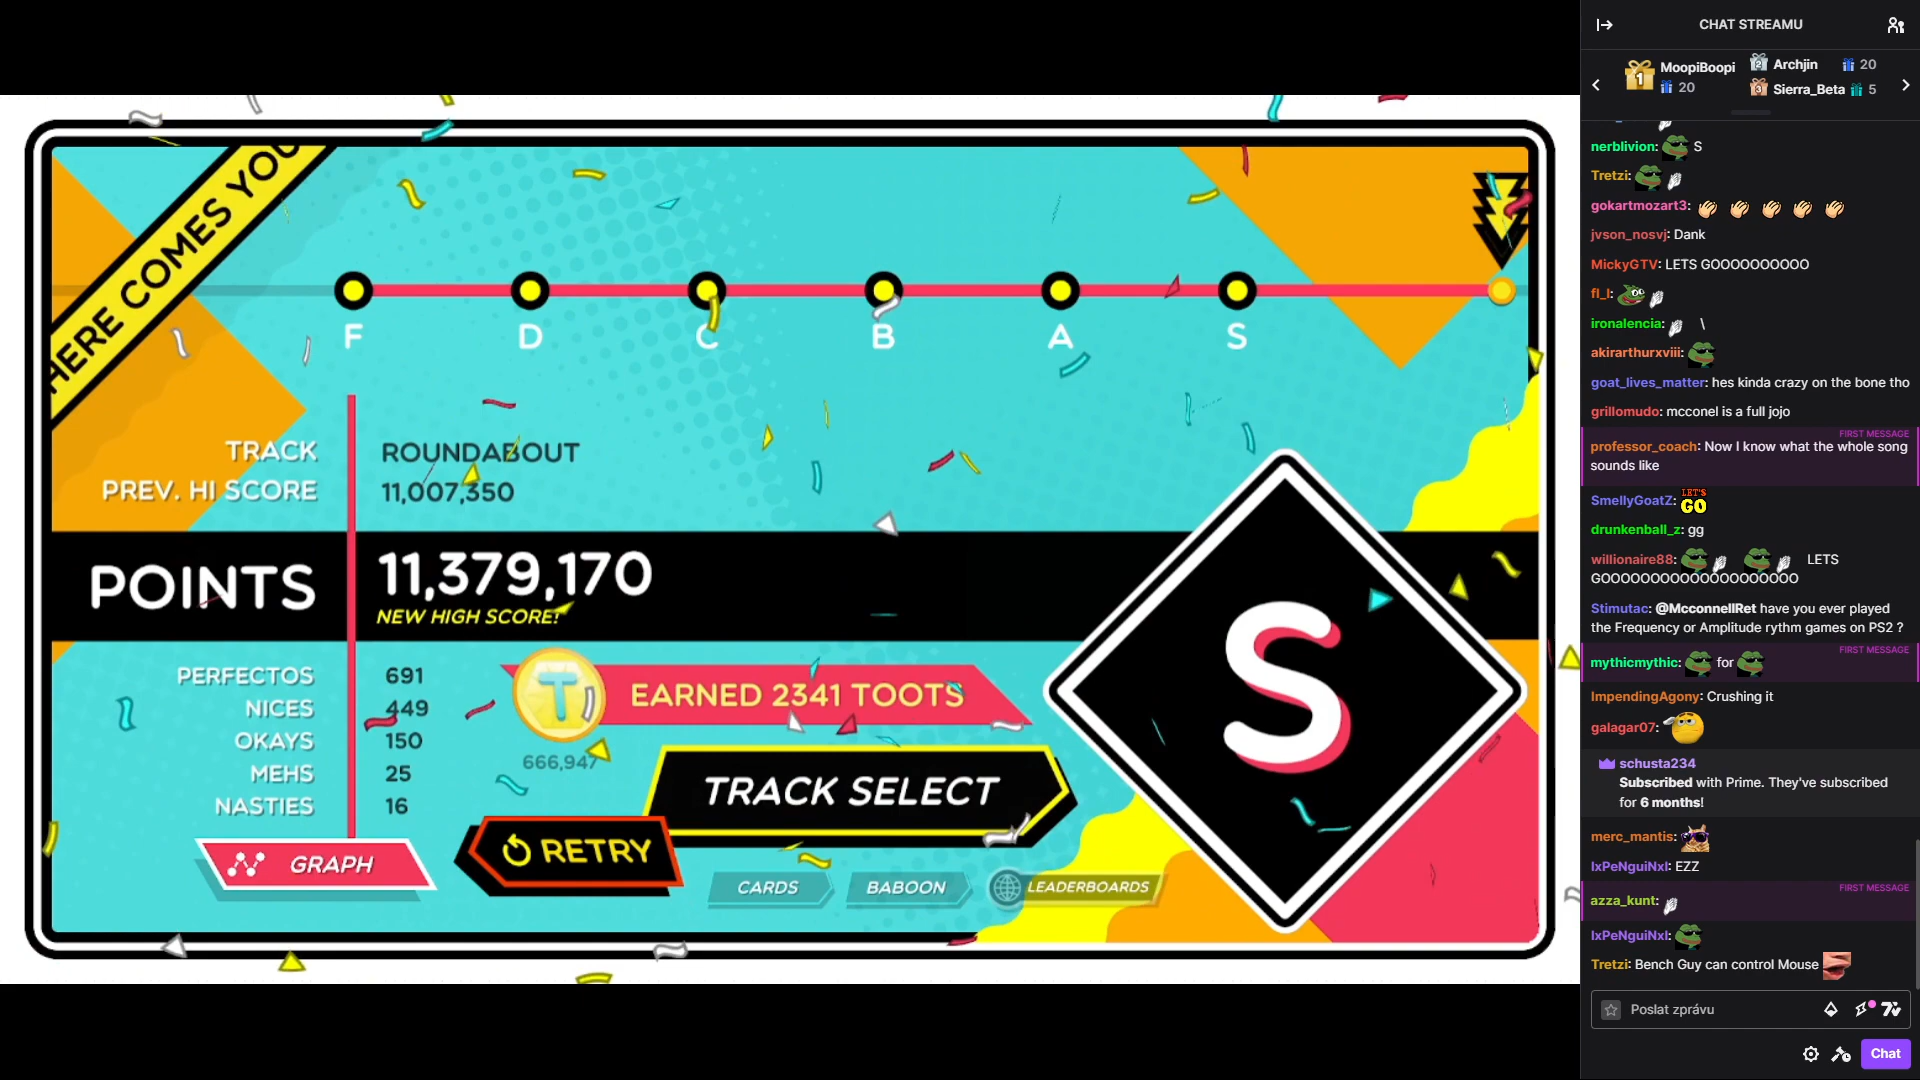 HERE COMES YOU
F D C B A S
TRACK ROUNDABOUT
PREV. HI SCORE 11,007,350
POINTS 11,379,170
NEW HIGH SCORE!
PERFECTOS 691
NICES 449
OKAYS 150
MEHS 25
NASTIES 16
T
EARNED 2341 TOOTS
666,947
TRACK SELECT
RETRY
GRAPH
CARDS
BABOON
LEADERBOARDS
S
CHAT STREAMU
1 MoopiBoopi 20
2 Archjin 20
3 Sierra_Beta 5
nerblivion: S
Tretzi:
gokartmozart3:
jvson_nosvj: Dank
MickyGTV: LETS GOOOOOOOOOO
fl_l:
ironalencia: \
akirarthurxviii:
goat_lives_matter: hes kinda crazy on the bone tho
grillomudo: mcconel is a full jojo
FIRST MESSAGE
professor_coach: Now I know what the whole song
sounds like
SmellyGoatZ: LET'S GO
drunkenball_z: gg
willionaire88: LETS
GOOOOOOOOOOOOOOOOOOOO
Stimutac: @McconnellRet have you ever played
the Frequency or Amplitude rythm games on PS2 ?
FIRST MESSAGE
mythicmythic: for
ImpendingAgony: Crushing it
galagar07:
schusta234
Subscribed with Prime. They've subscribed
for 6 months!
merc_mantis:
IxPeNguiNxI: EZZ
FIRST MESSAGE
azza_kunt:
IxPeNguiNxI:
Tretzi: Bench Guy can control Mouse
Poslat zprávu
Chat